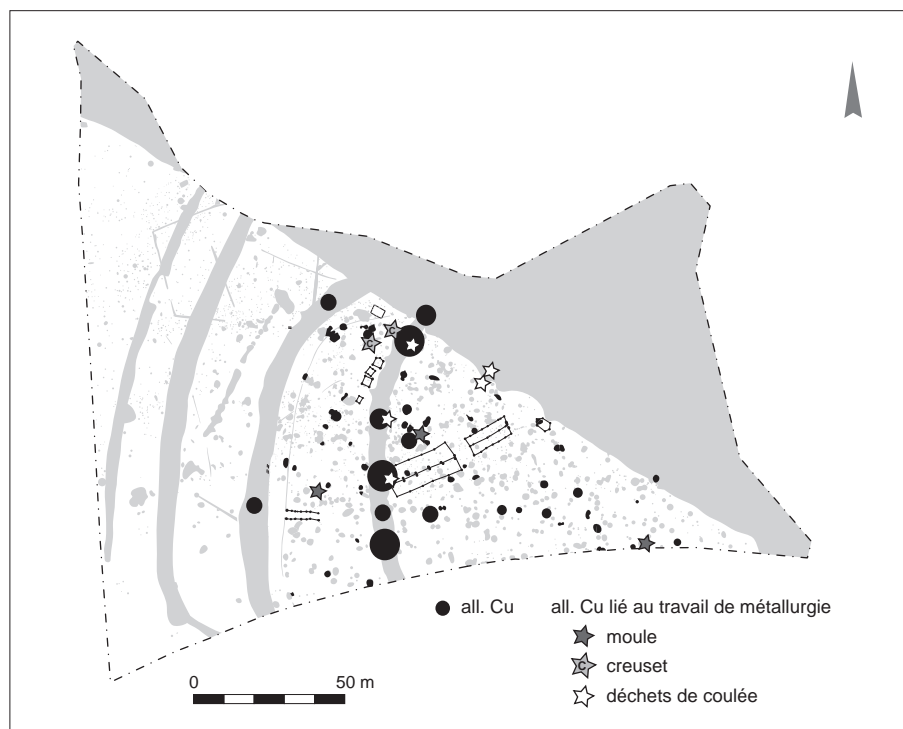 C
C
all. Cu
all. Cu lié au travail de métallurgie
moule
C
creuset
déchets de coulée
0
50 m